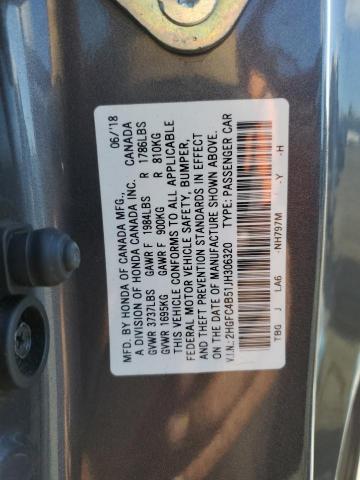 MFD. BY HONDA OF CANADA MFG., 06/18
A DIVISION OF HONDA CANADA INC. CANADA
GVWR 3737LBS GAWR F 1984LBS R 1786LBS
GVWR 1695KG GAWR F 900KG R 810KG
THIS VEHICLE CONFORMS TO ALL APPLICABLE
FEDERAL MOTOR VEHICLE SAFETY, BUMPER,
AND THEFT PREVENTION STANDARDS IN EFFECT
ON THE DATE OF MANUFACTURE SHOWN ABOVE.
V.I.N.: 2HGFC4B51JH306320 TYPE: PASSENGER CAR
TBG J LA6 -NH797M -Y -H